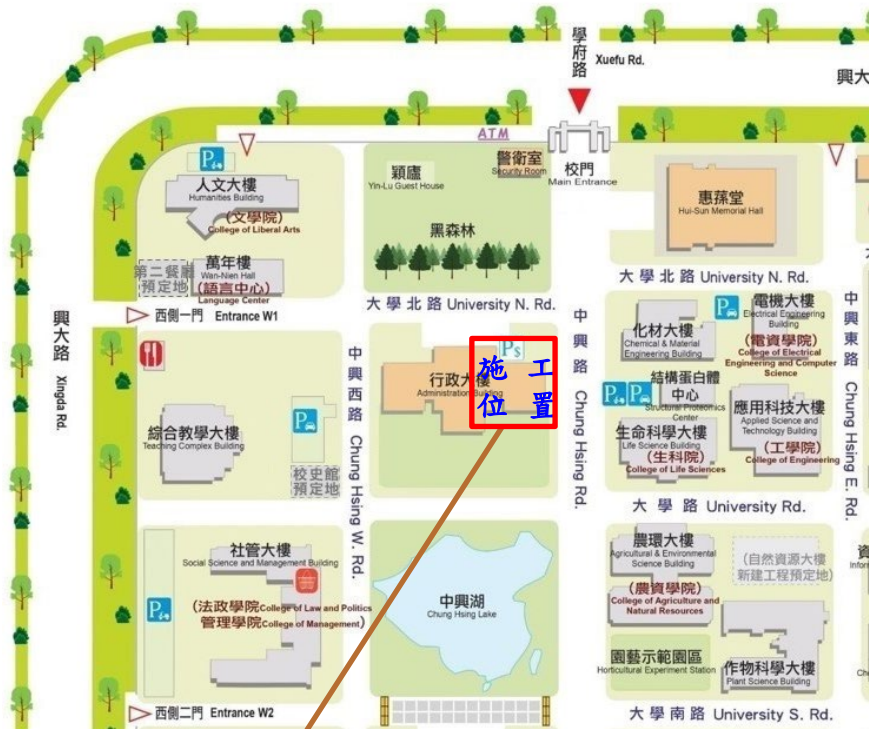 學府路
Xuefu Rd.
興大
ATM
警衛室
Security Room
校門
Main Entrance
穎廬
Yin-Lu Guest House
黑森林
惠蓀堂
Hui-Sun Memorial Hall
P
人文大樓
Humanities Building
(文學院)
College of Liberal Arts
萬年樓
Wan-Nien Hall
(語言中心)
Language Center
第二餐廳
預定地
西側一門 Entrance W1
大學北路 University N. Rd.
大學北路 University N. Rd.
興大路 Xingda Rd.
中興西路 Chung Hsing W. Rd.
中興路 Chung Hsing Rd.
中興東路 Chung Hsing E. Rd.
行政大樓
Administration Building
Ps
施工
位置
綜合教學大樓
Teaching Complex Building
P
校史館
預定地
化材大樓
Chemical & Material
Engineering Building
P
電機大樓
Electrical Engineering
Building
(電資學院)
College of Electrical
Engineering and Computer
Science
結構蛋白體
中心
Structural Proteomics
Center
P P
生命科學大樓
Life Science Building
(生科院)
College of Life Sciences
應用科技大樓
Applied Science and
Technology Building
(工學院)
College of Engineering
大學路 University Rd.
社管大樓
Social Science and Management Building
(法政學院College of Law and Politics
管理學院College of Management)
P
中興湖
Chung Hsing Lake
農環大樓
Agricultural & Environmental
Science Building
(農資學院)
College of Agriculture and
Natural Resources
(自然資源大樓
新建工程預定地)
資
Inform
園藝示範園區
Horticultural Experiment Station
作物科學大樓
Plant Science Building
Che
西側二門 Entrance W2
大學南路 University S. Rd.